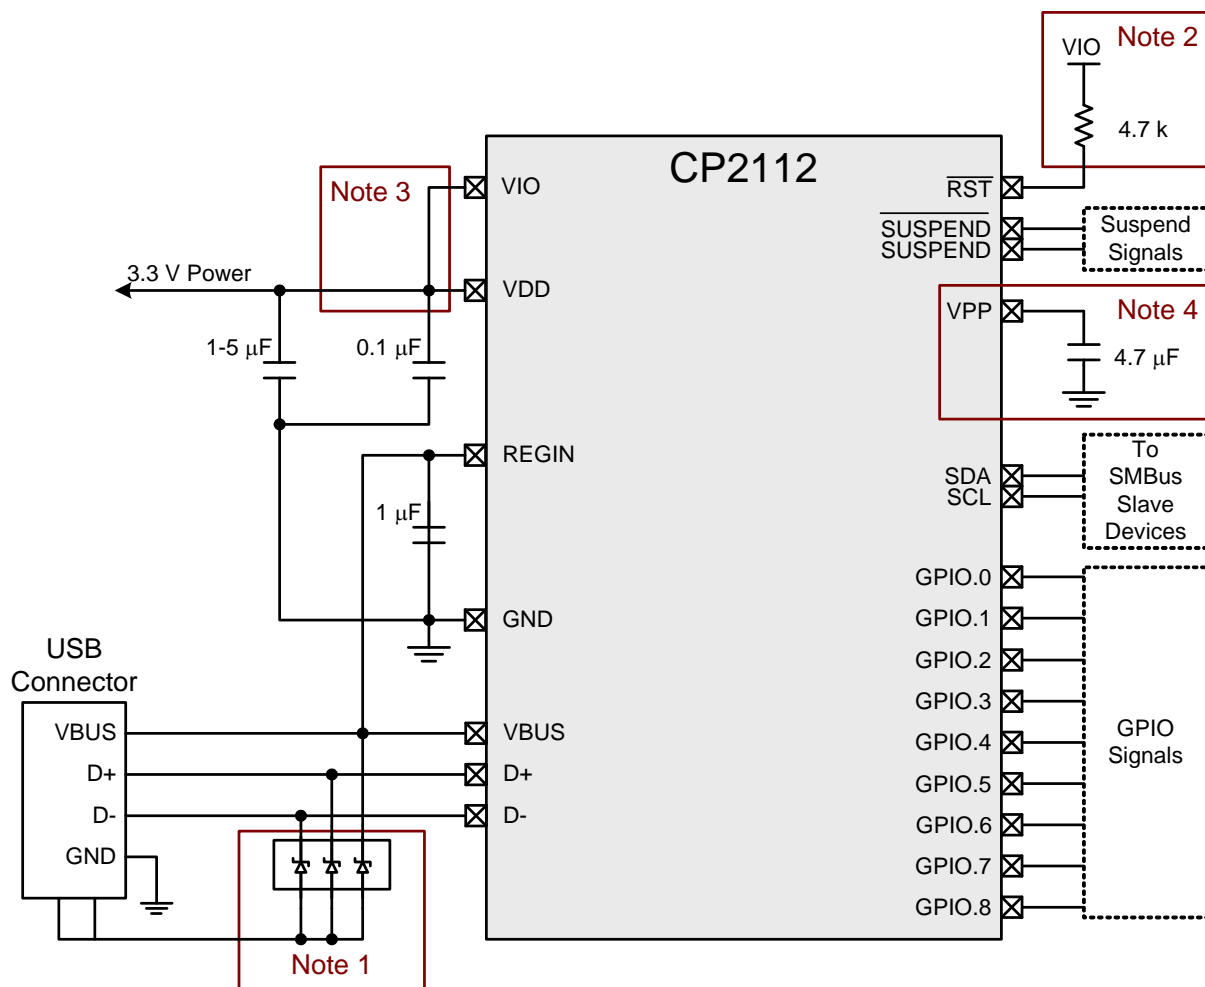 Note 2
VIO
4.7 k
CP2112
Note 3
VIO
RST
SUSPEND
SUSPEND
Suspend
Signals
3.3 V Power
VDD
VPP
Note 4
1-5 μF
0.1 μF
4.7 μF
REGIN
To
SMBus
Slave
Devices
SDA
SCL
1 μF
GPIO.0
GND
GPIO.1
USB
Connector
GPIO.2
GPIO.3
VBUS
VBUS
GPIO.4
GPIO
Signals
D+
D+
GPIO.5
D-
D-
GPIO.6
GND
GPIO.7
GPIO.8
Note 1